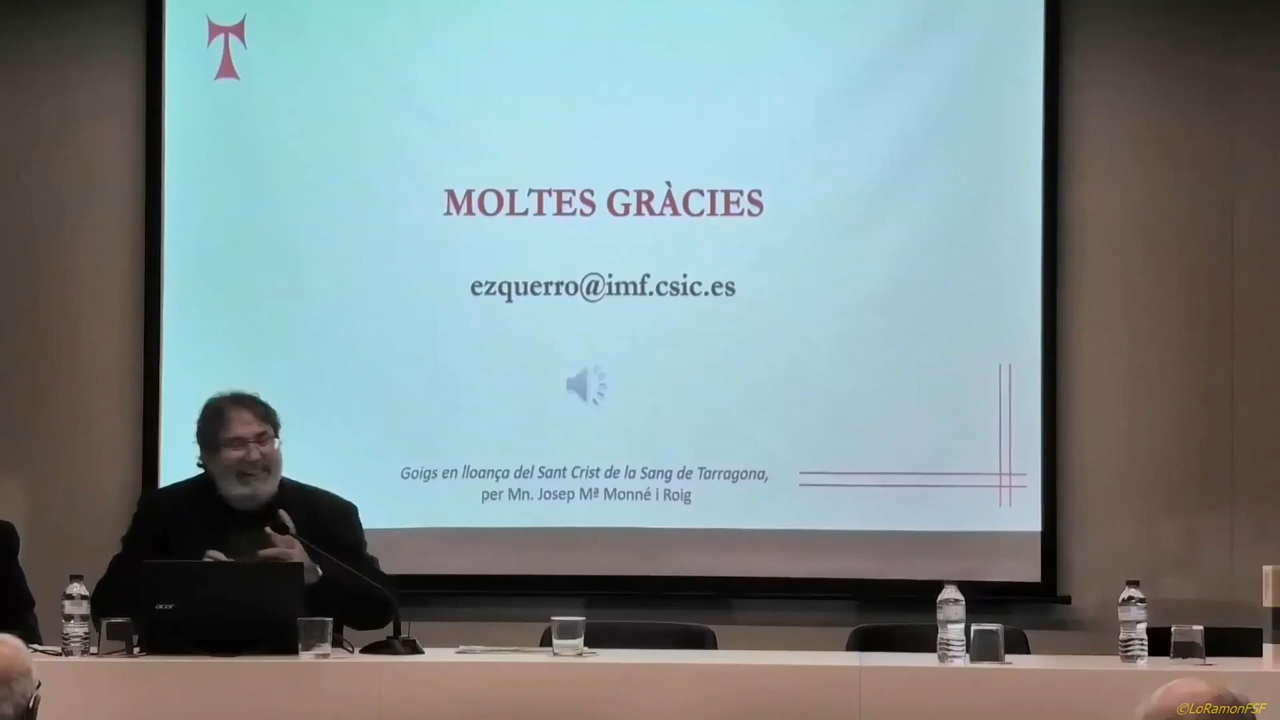 MOLTES GRÀCIES
ezquerro@imf.csic.es
Goigs en lloança del Sant Crist de la Sang de Tarragona,
per Mn. Josep Mª Monné i Roig
acer
©LoRamonFSF